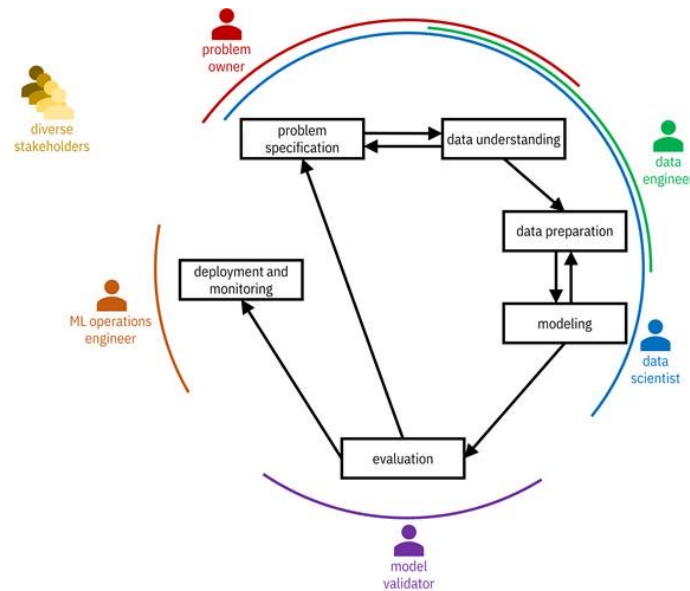 problem
owner
diverse
stakeholders
problem
specification
data understanding
data
engineer
data preparation
deployment and
monitoring
ML operations
engineer
modeling
data
scientist
evaluation
model
validator